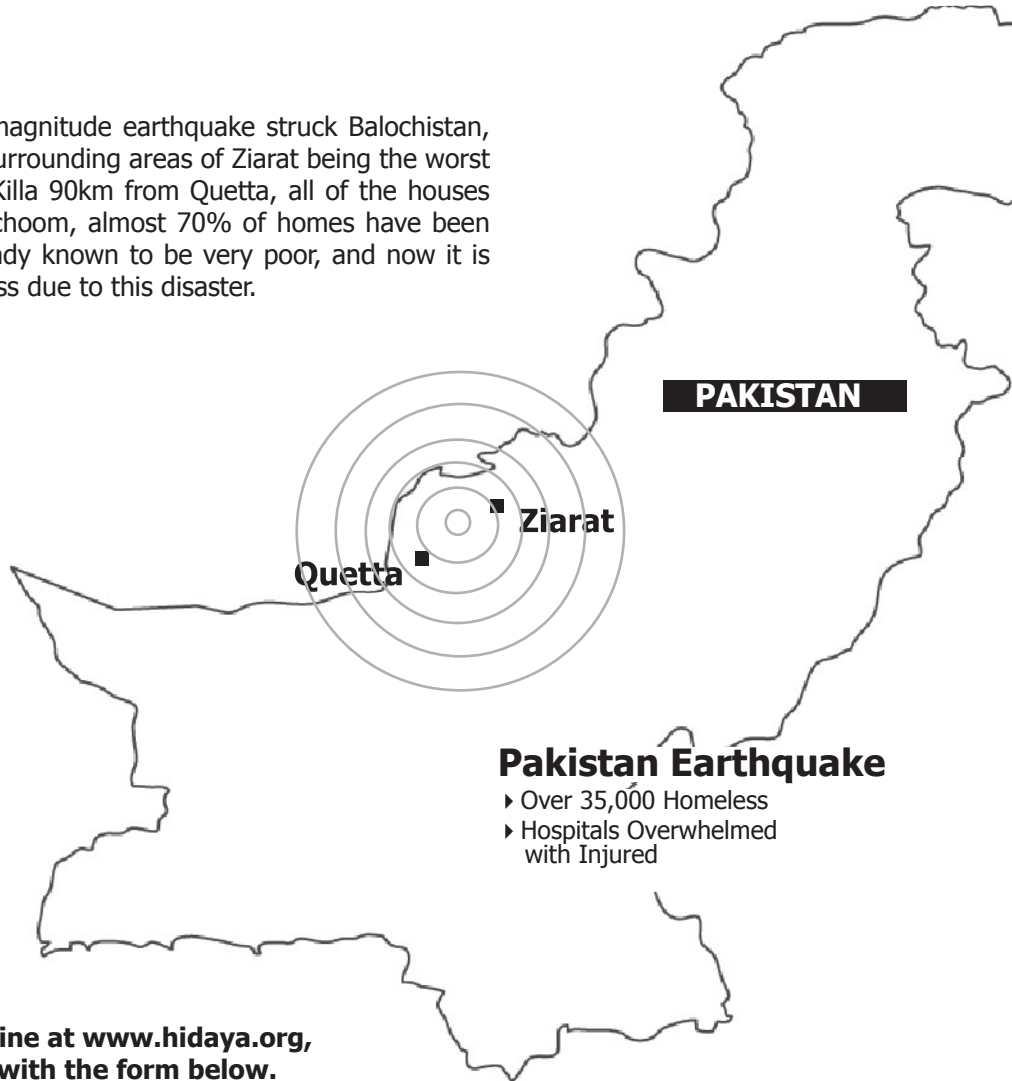 magnitude earthquake struck Balochistan,
urrounding areas of Ziarat being the worst
Killa 90km from Quetta, all of the houses
choom, almost 70% of homes have been
ady known to be very poor, and now it is
ss due to this disaster.
PAKISTAN
Ziarat
Quetta
Pakistan Earthquake
Over 35,000 Homeless
Hospitals Overwhelmed
with Injured
ine at www.hidaya.org,
with the form below.